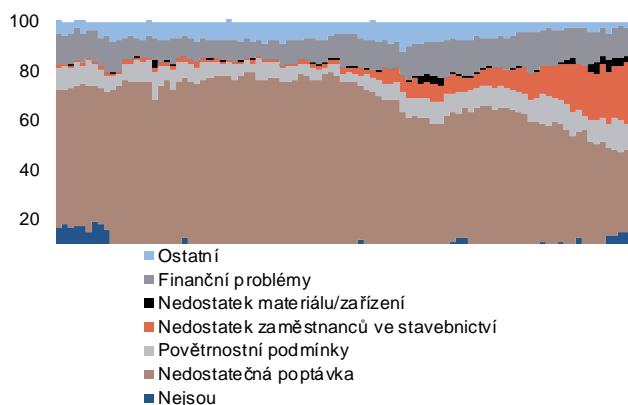 100
80
60
40
20
Ostatní
Finanční problémy
Nedostatek materiálu/zařízení
Nedostatek zaměstnanců ve stavebnictví
Povětrnostní podmínky
Nedostatečná poptávka
Nejsou